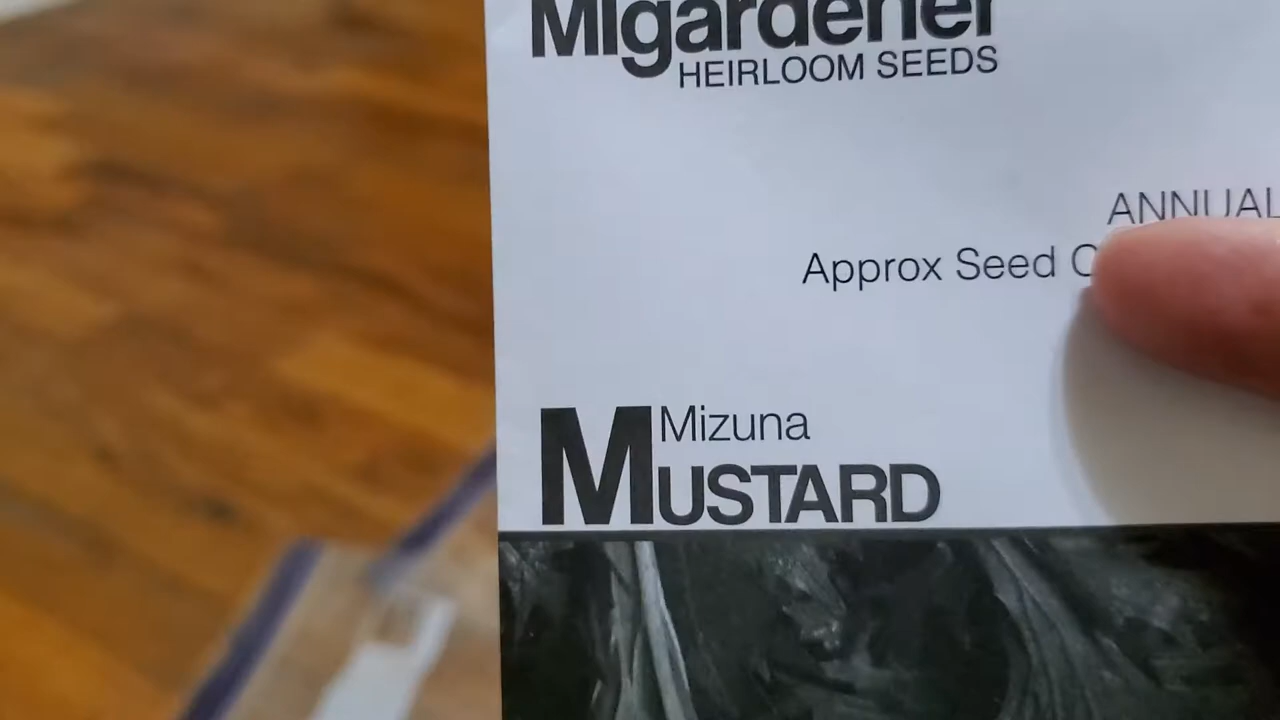 MIgardener
HEIRLOOM SEEDS
ANNUAL
Approx Seed
Mizuna
MUSTARD